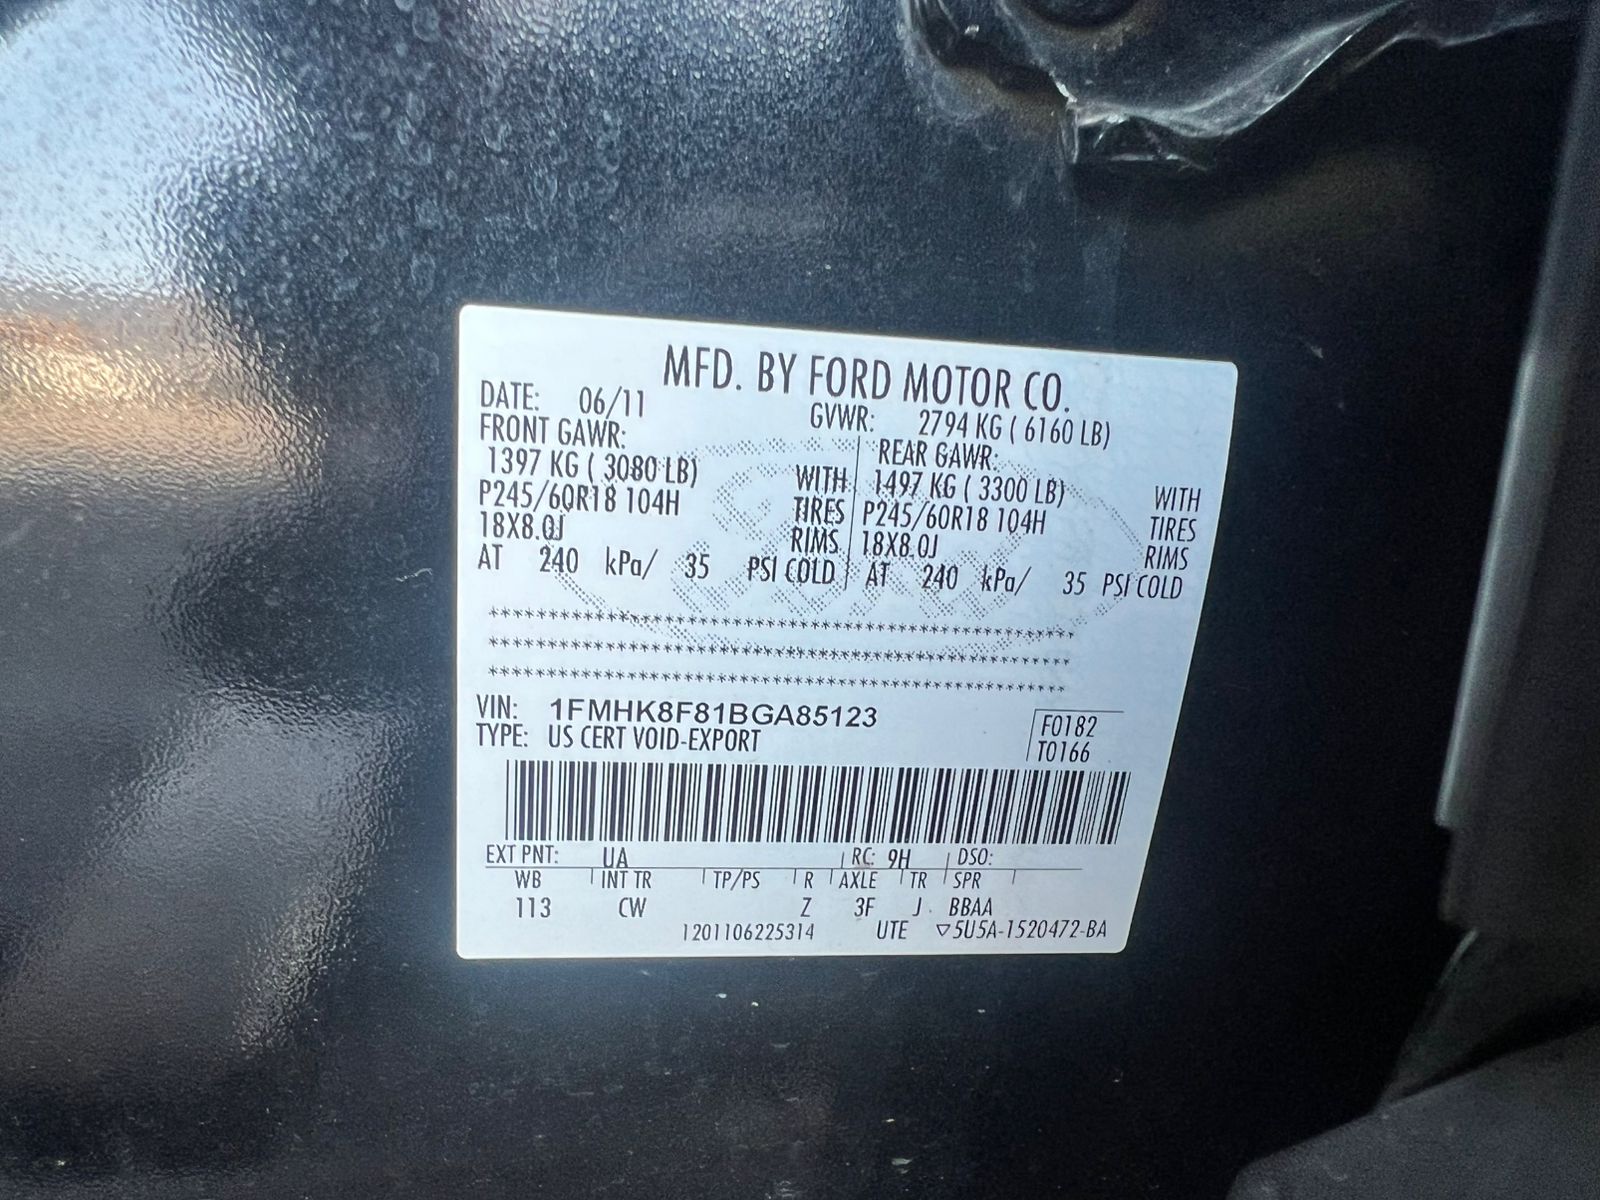 MFD. BY FORD MOTOR CO.
DATE: 06/11 GVWR: 2794 KG ( 6160 LB)
FRONT GAWR: REAR GAWR:
1397 KG ( 3080 LB) WITH 1497 KG ( 3300 LB) WITH
P245/60R18 104H TIRES P245/60R18 104H TIRES
18X8.0J RIMS 18X8.0J RIMS
AT 240 kPa/ 35 PSI COLD AT 240 kPa/ 35 PSI COLD
VIN: 1FMHK8F81BGA85123 F0182
TYPE: US CERT VOID-EXPORT T0166
EXT PNT: UA RC: 9H DSO:
WB INT TR TP/PS R AXLE TR SPR
113 CW Z 3F J BBAA
1201106225314 UTE ▽5U5A-1520472-BA